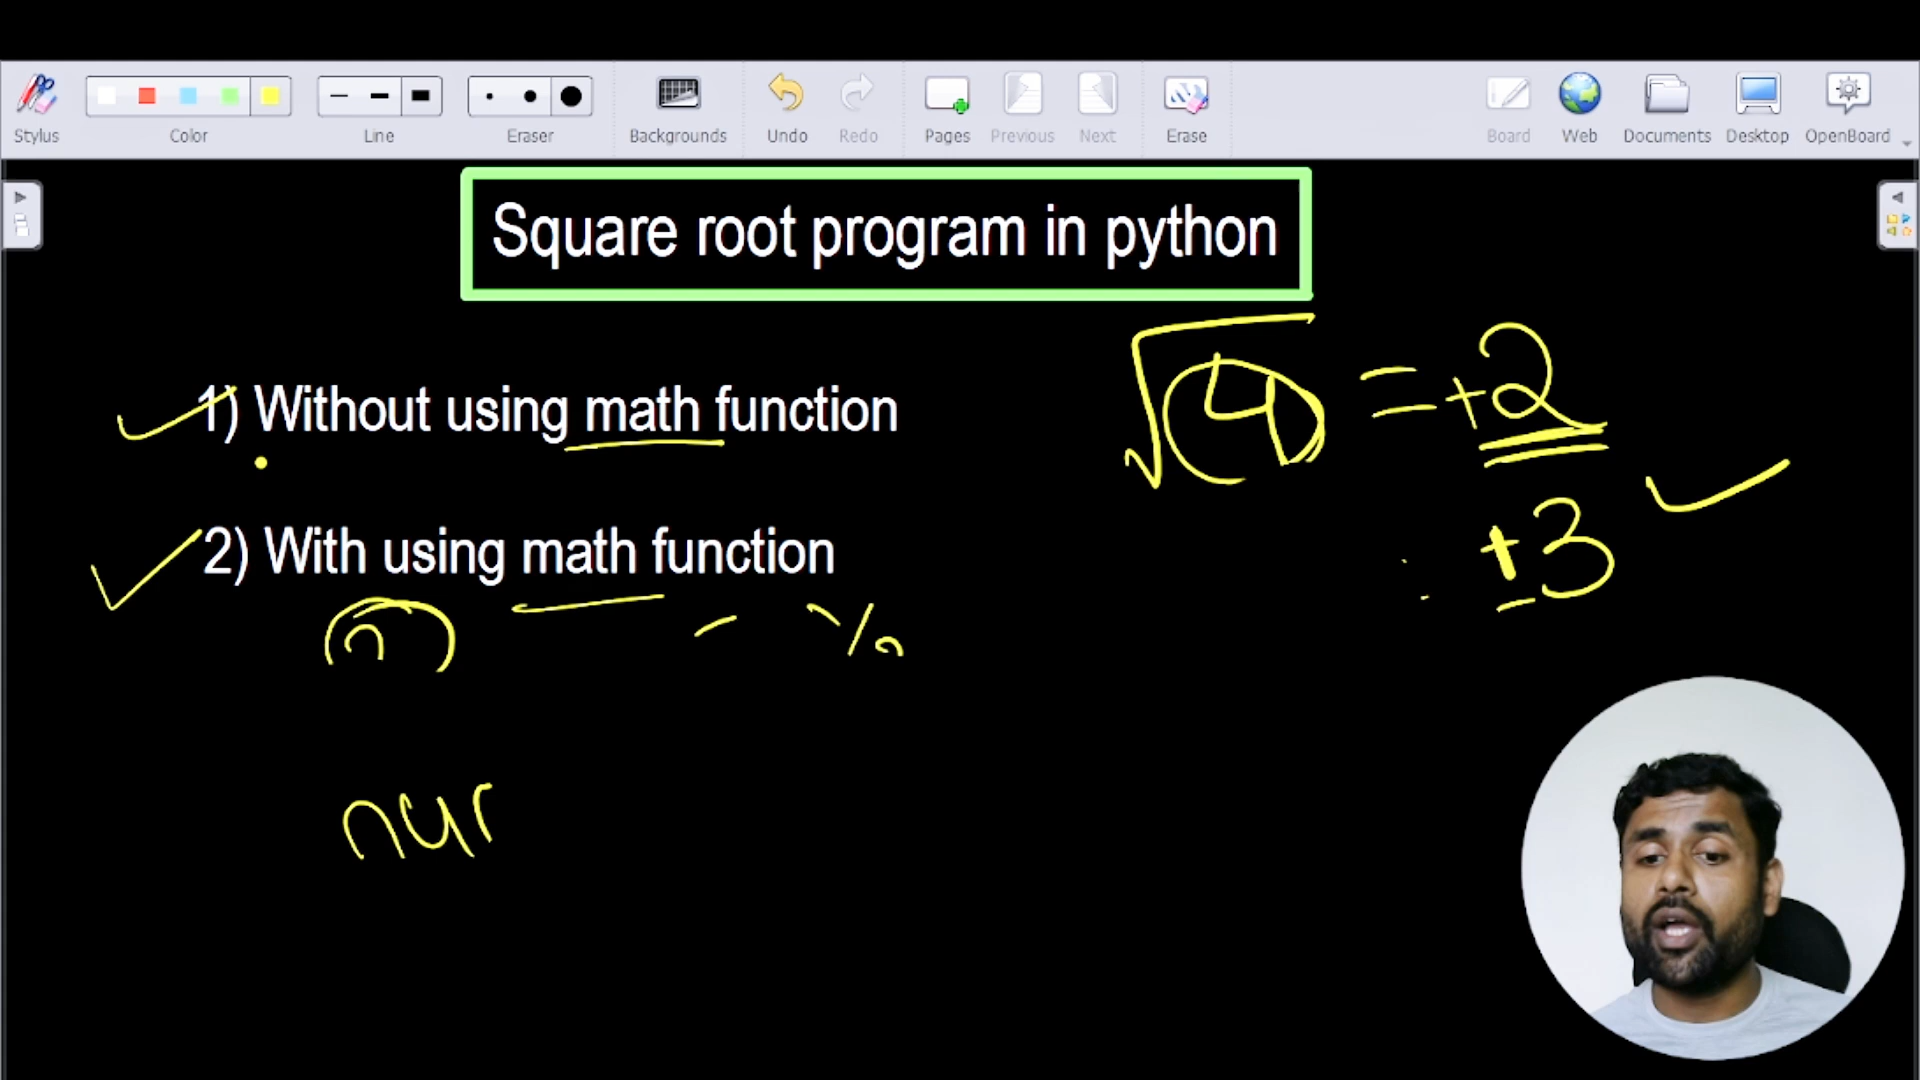 Stylus Color Line Eraser Backgrounds Undo Redo Pages Previous Next Erase Board Web Documents Desktop OpenBoard
Square root program in python
√4 = +2
1) Without using math function
±3
2) With using math function